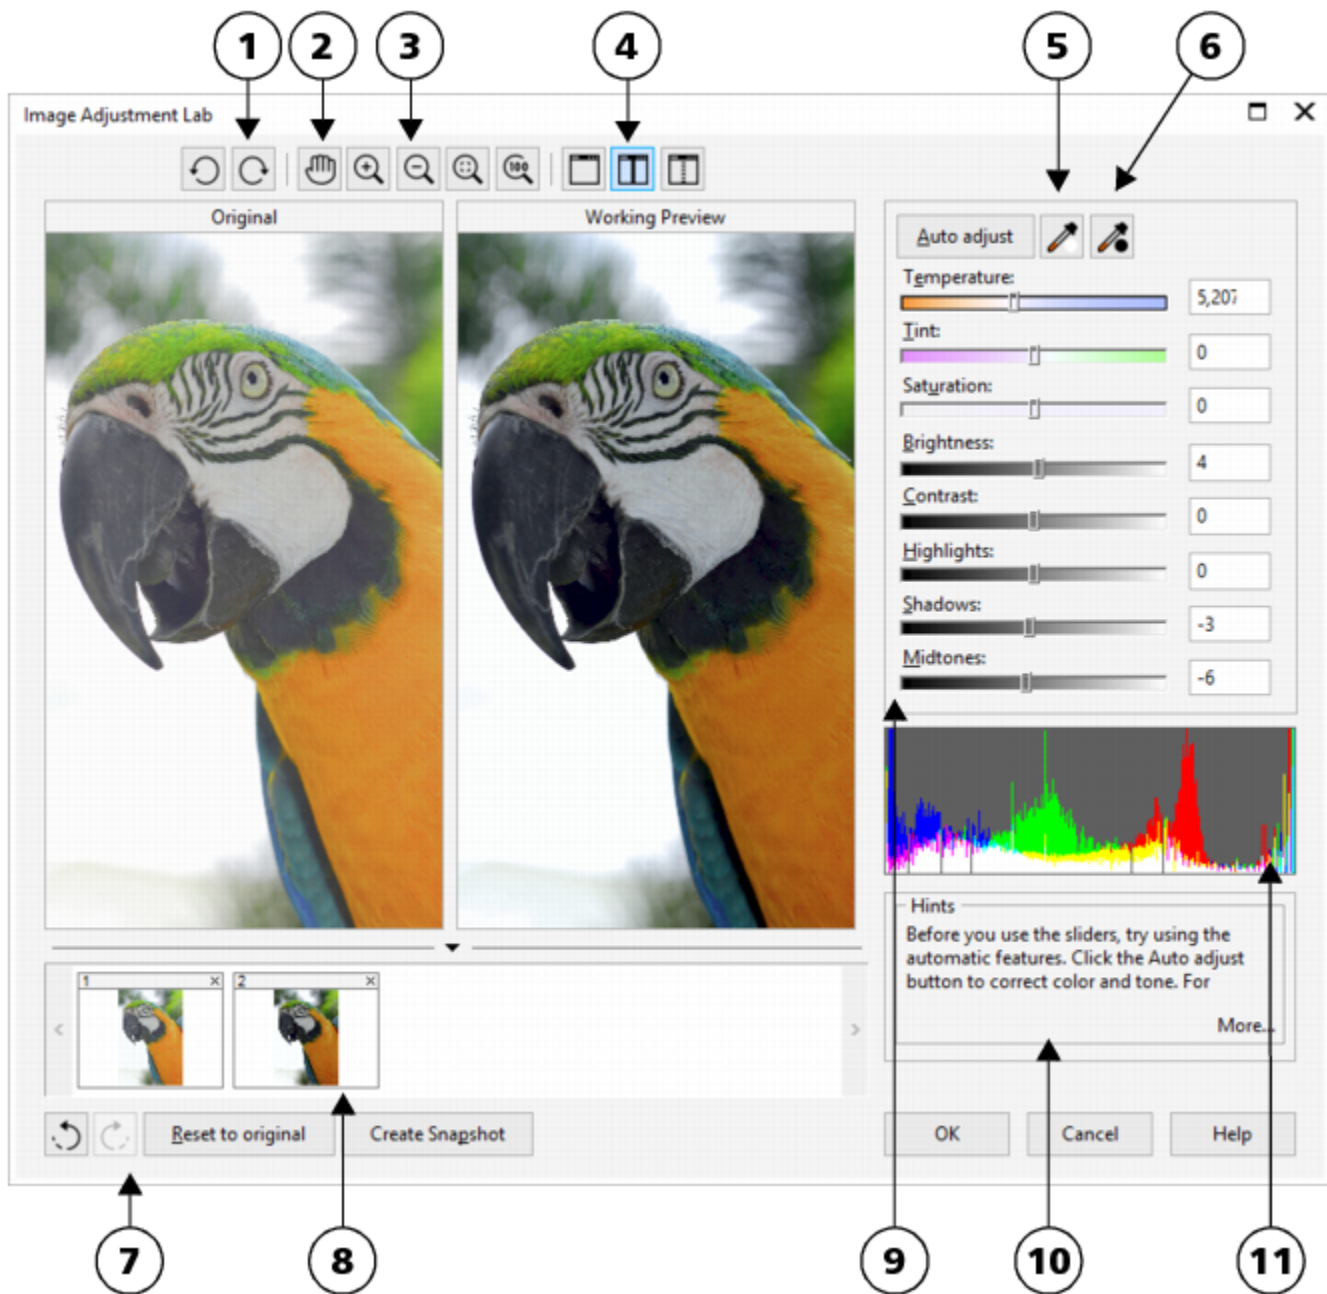 1 2 3 4 5 6
Image Adjustment Lab
100
Original
Working Preview
Auto adjust
Temperature:
5,207
Tint:
0
Saturation:
0
Brightness:
4
Contrast:
0
Highlights:
0
Shadows:
-3
Midtones:
-6
Hints
Before you use the sliders, try using the
automatic features. Click the Auto adjust
button to correct color and tone. For
More...
1
2
Reset to original
Create Snapshot
OK
Cancel
Help
7 8 9 10 11